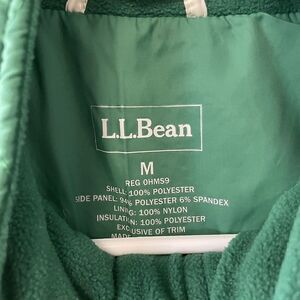 L.L.Bean
M
REG 0HMS9
SHELL: 100% POLYESTER
SIDE PANEL: 94% POLYESTER 6% SPANDEX
LINING: 100% NYLON
INSULATION: 100% POLYESTER
EXCLUSIVE OF TRIM
MADE